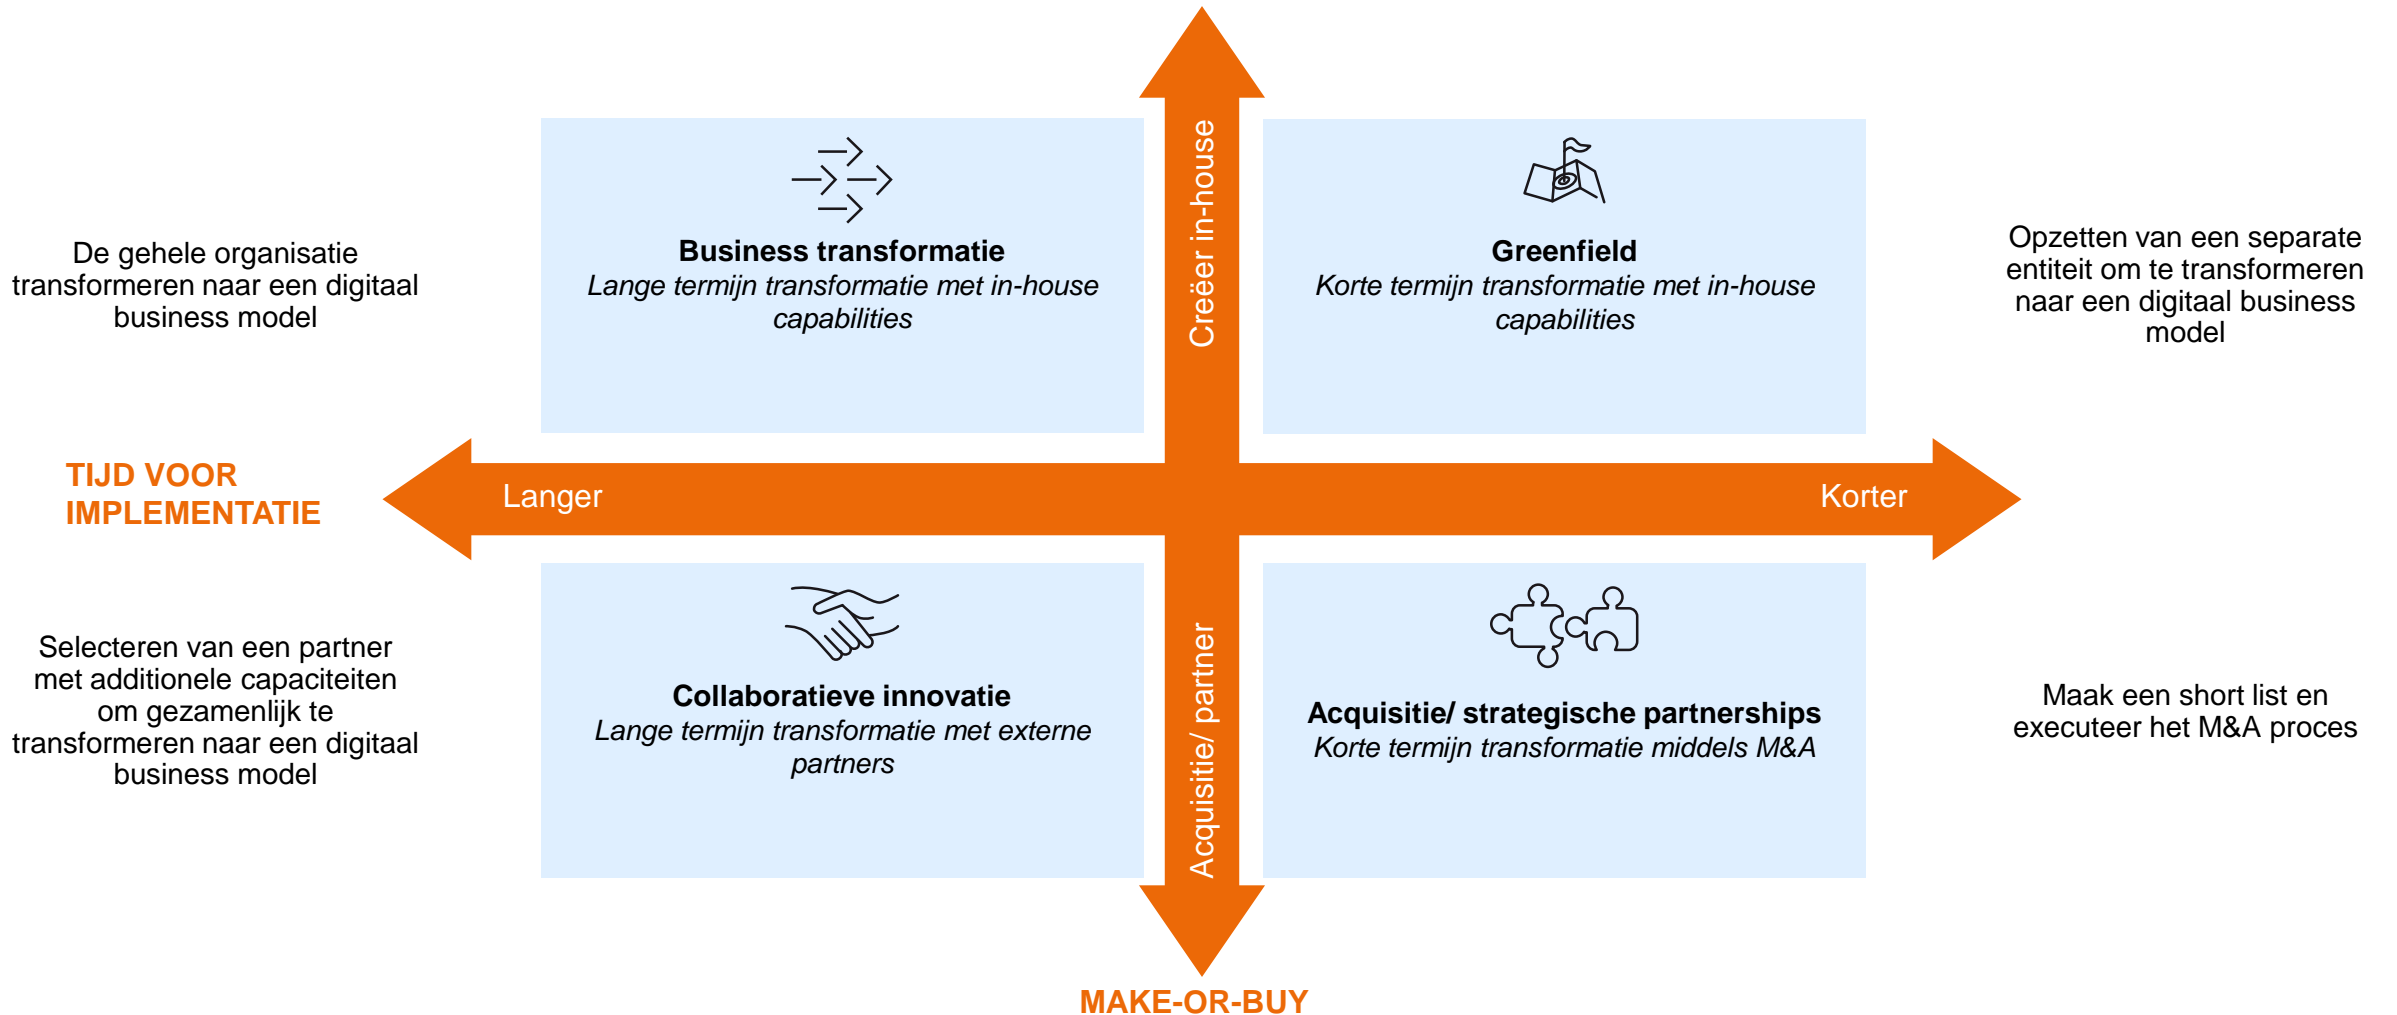 Creëer in-house
Business transformatie
Lange termijn transformatie met in-house
capabilities
Greenfield
Korte termijn transformatie met in-house
capabilities
De gehele organisatie
transformeren naar een digitaal
business model
Opzetten van een separate
entiteit om te transformeren
naar een digitaal business
model
TIJD VOOR
IMPLEMENTATIE
Langer
Korter
Selecteren van een partner
met additionele capaciteiten
om gezamenlijk te
transformeren naar een digitaal
business model
Collaboratieve innovatie
Lange termijn transformatie met externe
partners
Acquisitie/ partner
Acquisitie/ strategische partnerships
Korte termijn transformatie middels M&A
Maak een short list en
executeer het M&A proces
MAKE-OR-BUY